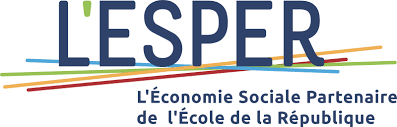 L'ESPER
L'Économie Sociale Partenaire
de l'École de la République